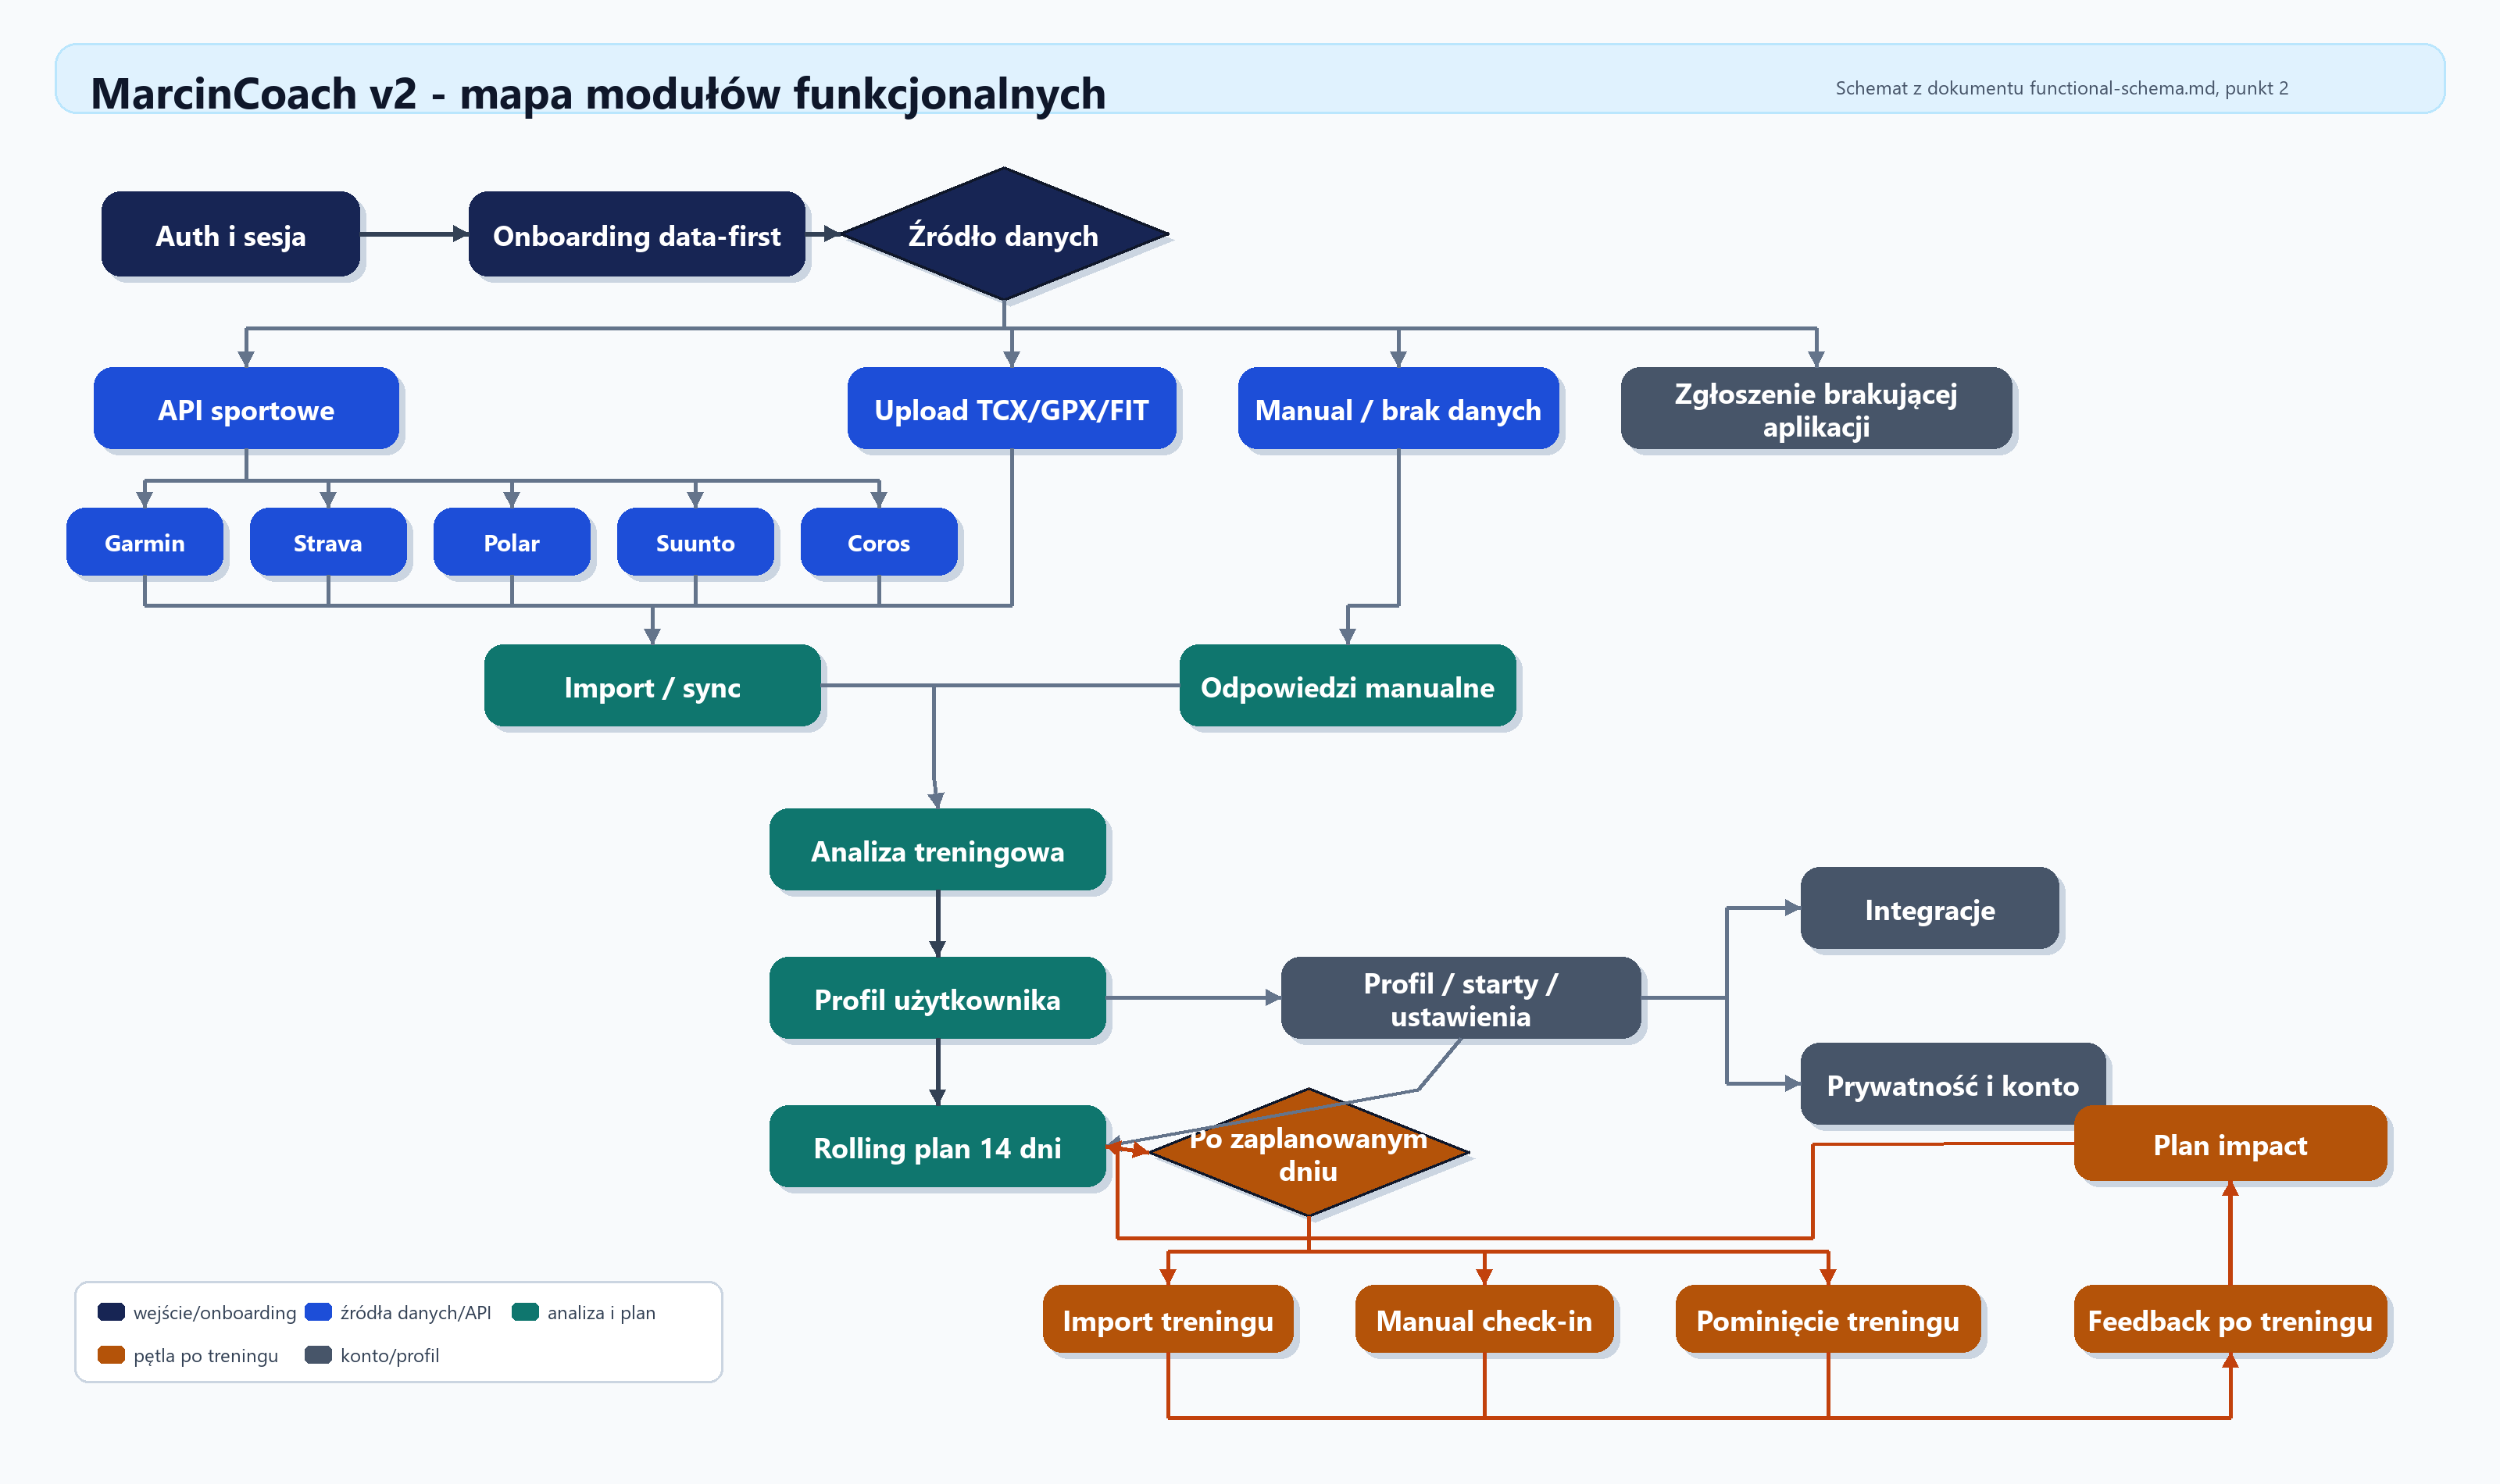 MarcinCoach v2 - mapa modułów funkcjonalnych
Schemat z dokumentu functional-schema.md, punkt 2
Auth i sesja
Onboarding data-first
Źródło danych
API sportowe
Upload TCX/GPX/FIT
Manual / brak danych
Zgłoszenie brakującej
aplikacji
Garmin
Strava
Polar
Suunto
Coros
Import / sync
Odpowiedzi manualne
Analiza treningowa
Integracje
Profil użytkownika
Profil / starty /
ustawienia
Prywatność i konto
Rolling plan 14 dni
Po zaplanowanym
dniu
Plan impact
Import treningu
Manual check-in
Pominięcie treningu
Feedback po treningu
wejście/onboarding
źródła danych/API
analiza i plan
pętla po treningu
konto/profil